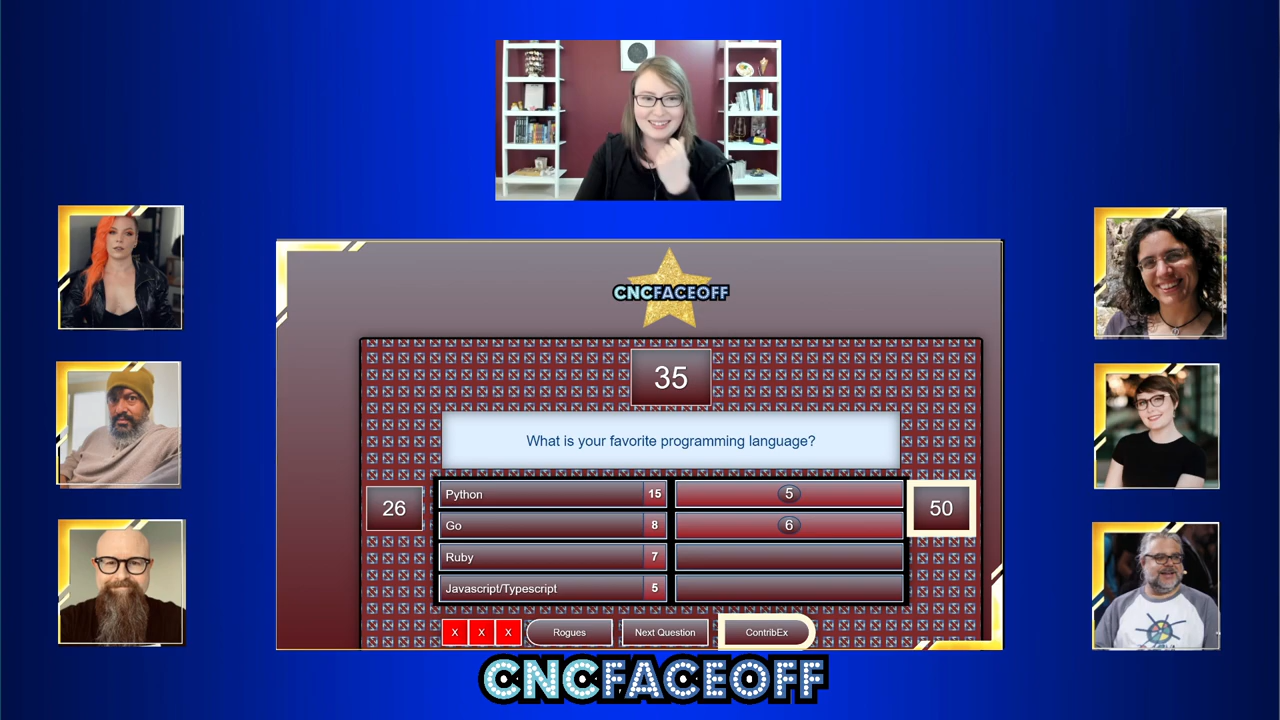 CNCFACEOFF
35
What is your favorite programming language?
26
Python 15
5
50
Go 8
6
Ruby 7
Javascript/Typescript 5
X X X
Rogues
Next Question
ContribEx
CNCFACEOFF